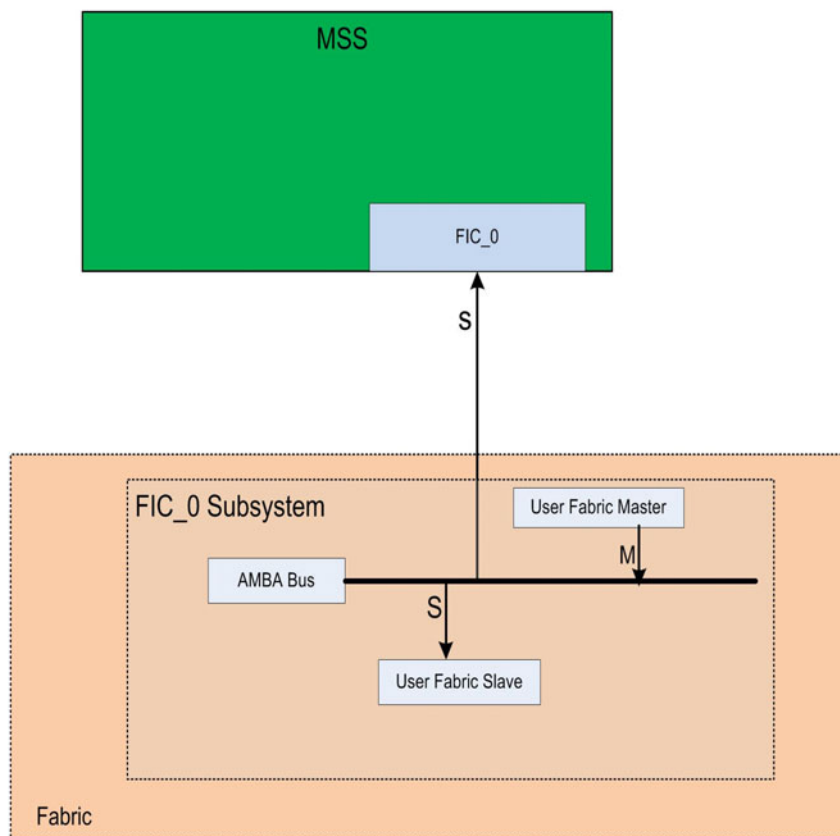 MSS
FIC_0
S
FIC_0 Subsystem
User Fabric Master
M
AMBA Bus
S
User Fabric Slave
Fabric